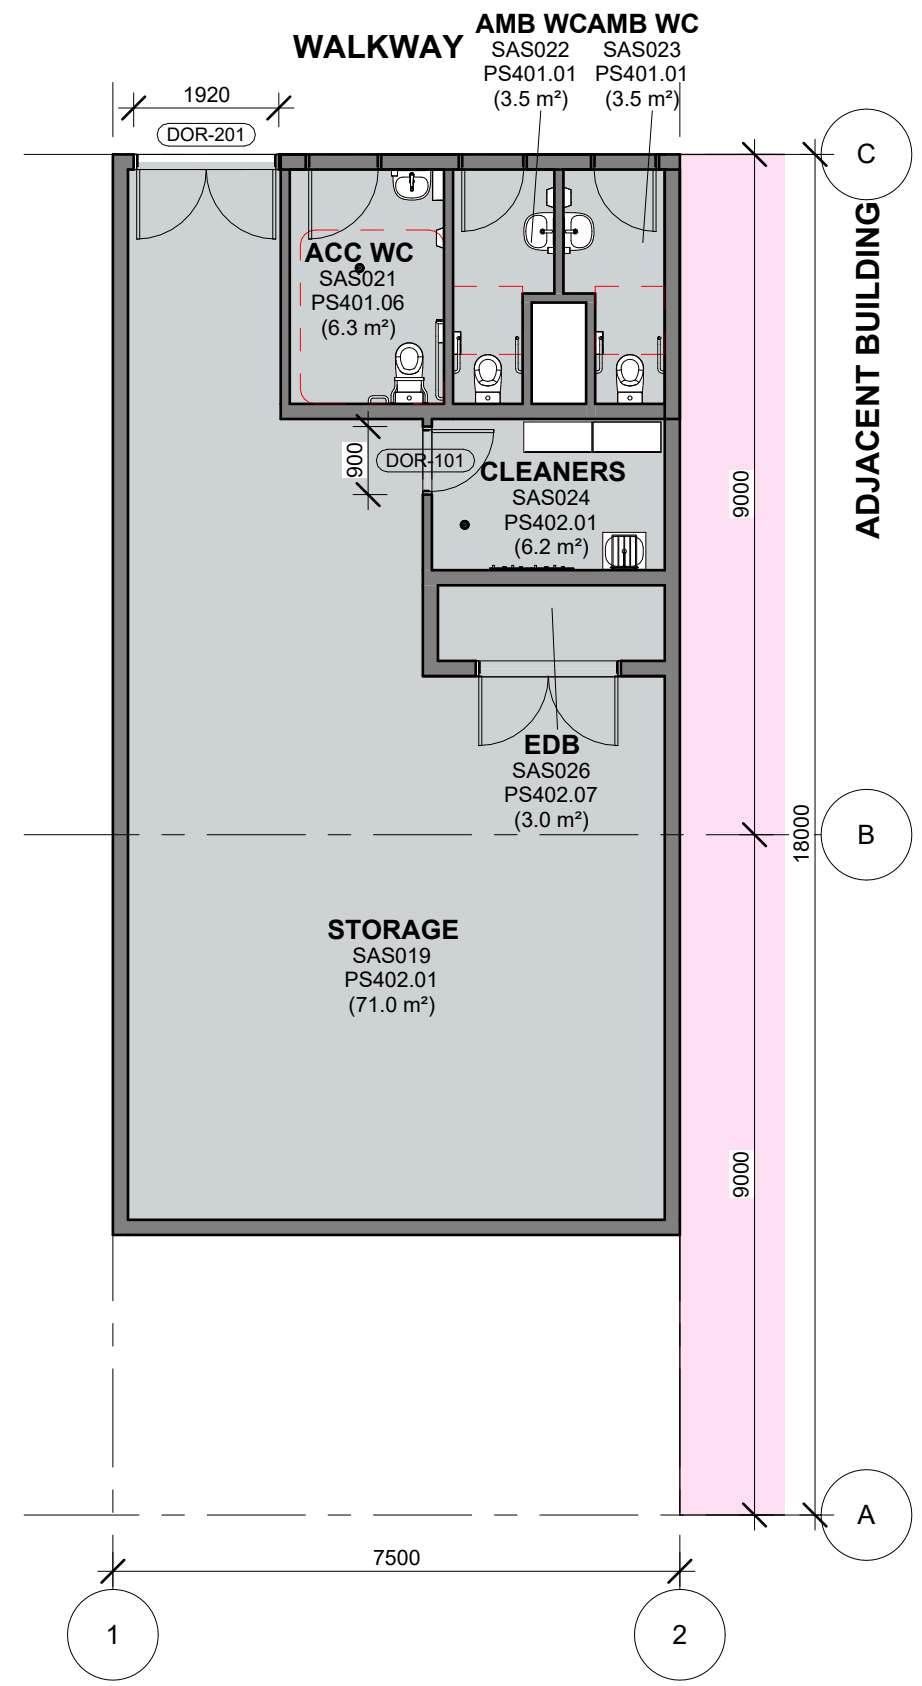 WALKWAY
AMB WC
SAS022
PS401.01
(3.5 m²)
AMB WC
SAS023
PS401.01
(3.5 m²)
1920
DOR-201
C
ADJACENT BUILDING
ACC WC
SAS021
PS401.06
(6.3 m²)
900
DOR-101
CLEANERS
SAS024
PS402.01
(6.2 m²)
9000
EDB
SAS026
PS402.07
(3.0 m²)
18000
B
STORAGE
SAS019
PS402.01
(71.0 m²)
9000
A
7500
1
2